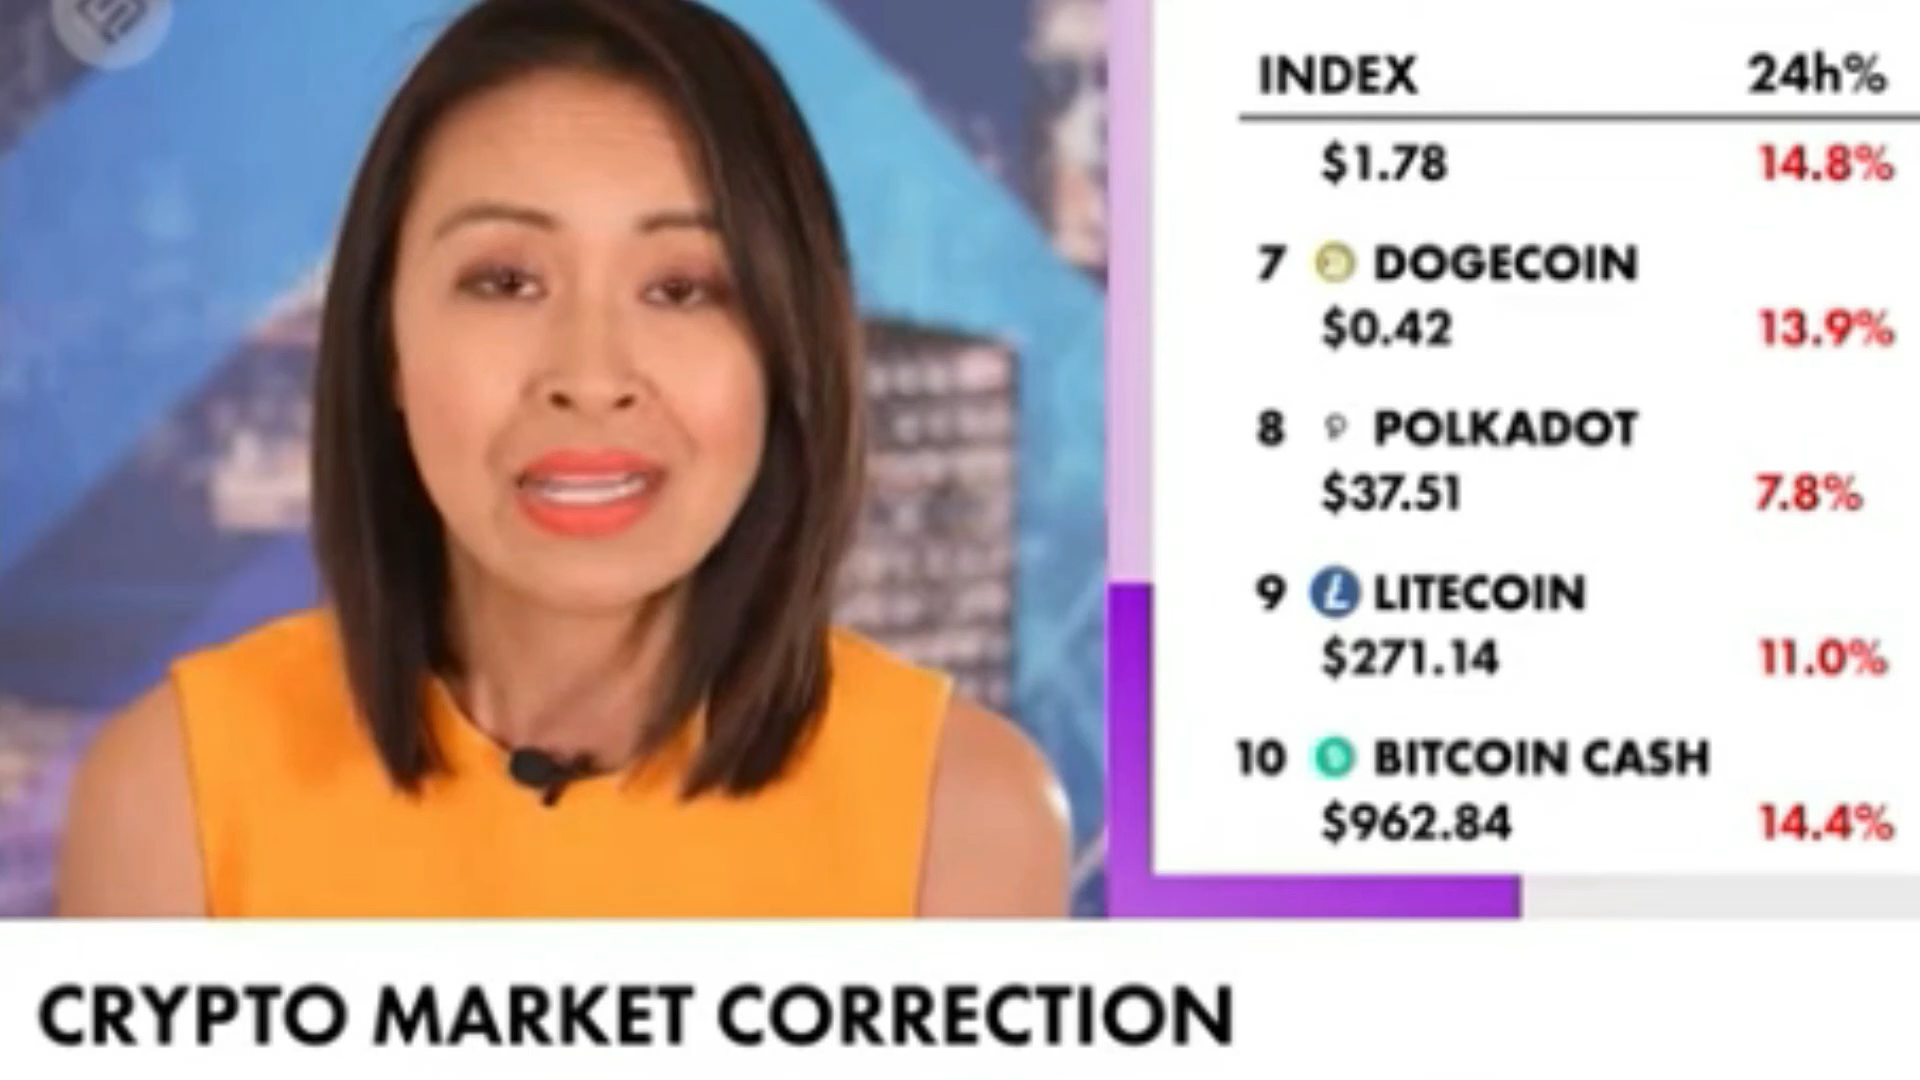 INDEX 24h%
$1.78 14.8%
7 DOGECOIN
$0.42 13.9%
8 POLKADOT
$37.51 7.8%
9 LITECOIN
$271.14 11.0%
10 BITCOIN CASH
$962.84 14.4%
CRYPTO MARKET CORRECTION